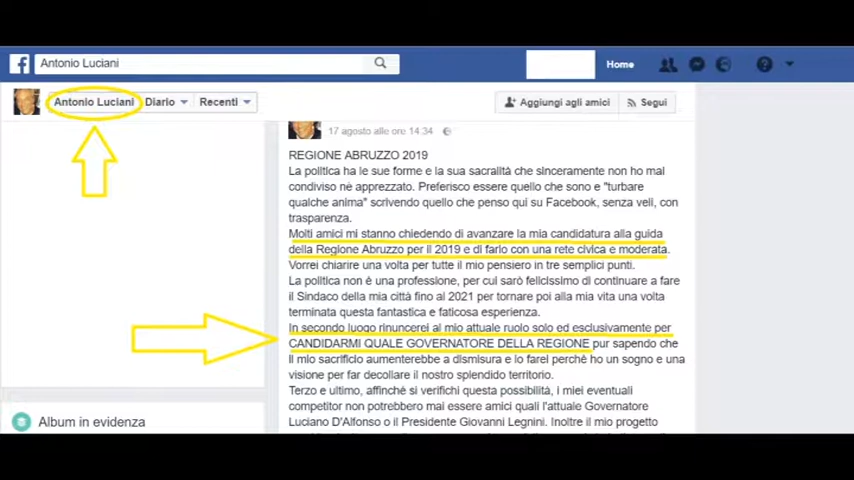 Antonio Luciani
Home
Antonio Luciani Diario Recenti
Aggiungi agli amici Segui
17 agosto alle ore 14.34
REGIONE ABRUZZO 2019
La politica ha le sue forme e la sua sacralità che sinceramente non ho mai
condiviso nè apprezzato. Preferisco essere quello che sono e "turbare
qualche anima" scrivendo quello che penso qui su Facebook, senza veli, con
trasparenza.
Molti amici mi stanno chiedendo di avanzare la mia candidatura alla guida
della Regione Abruzzo per il 2019 e di farlo con una rete civica e moderata.
Vorrei chiarire una volta per tutte il mio pensiero in tre semplici punti.
La politica non è una professione, per cui sarò felicissimo di continuare a fare
il Sindaco della mia città fino al 2021 per tornare poi alla mia vita una volta
terminata questa fantastica e faticosa esperienza.
In secondo luogo rinuncerei al mio attuale ruolo solo ed esclusivamente per
CANDIDARMI QUALE GOVERNATORE DELLA REGIONE pur sapendo che
il mio sacrificio aumenterebbe a dismisura e lo farei perchè ho un sogno e una
visione per far decollare il nostro splendido territorio.
Terzo e ultimo, affinchè si verifichi questa possibilità, i miei eventuali
competitor non potrebbero mai essere amici quali l'attuale Governatore
Luciano D'Alfonso o il Presidente Giovanni Legnini. Inoltre il mio progetto
Album in evidenza